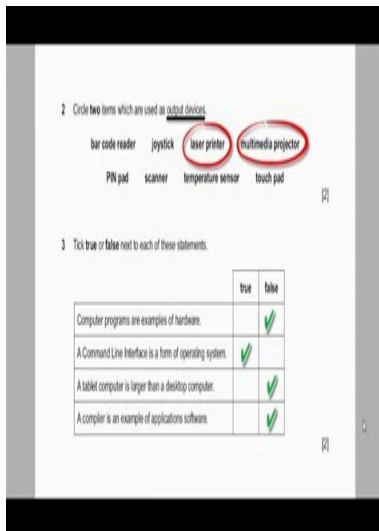 2 Circle two items which are used as output devices.
bar code reader joystick laser printer multimedia projector
PIN pad scanner temperature sensor touch pad
[2]
3 Tick true or false next to each of these statements.
true false
Computer programs are examples of hardware.
A Command Line Interface is a form of operating system.
A tablet computer is larger than a desktop computer.
A compiler is an example of applications software.
[2]